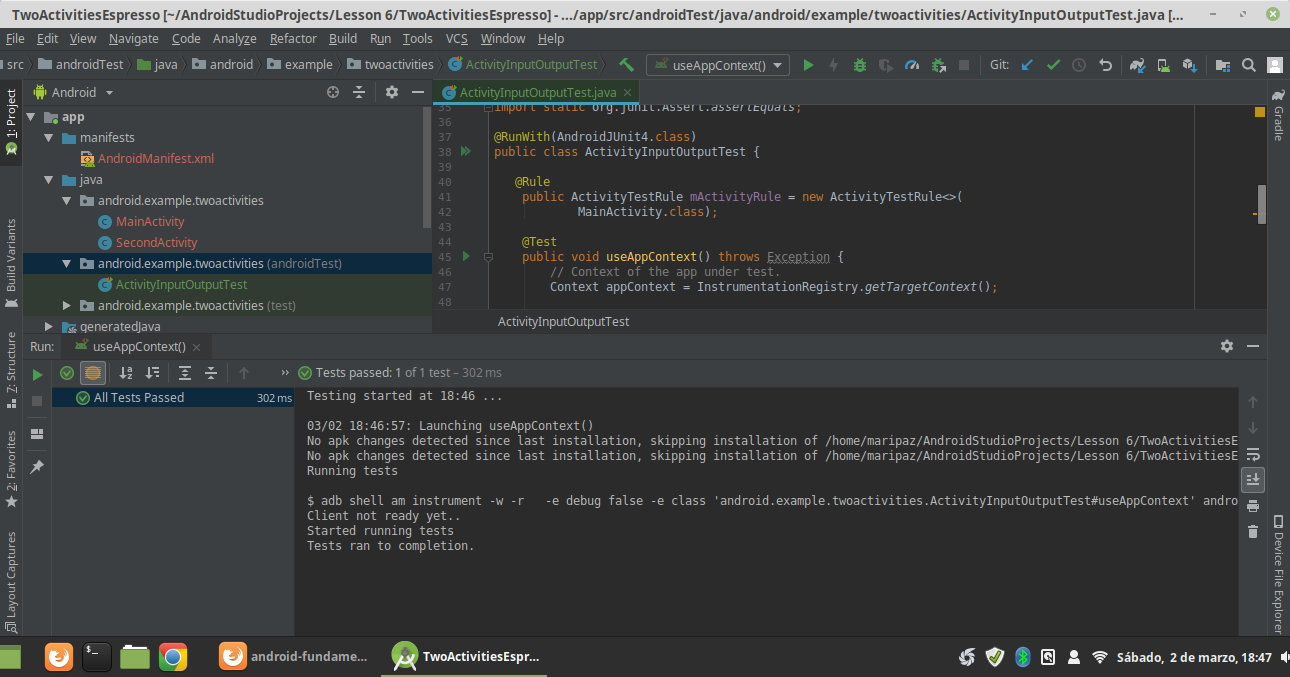 TwoActivitiesEspresso [~/AndroidStudioProjects/Lesson 6/TwoActivitiesEspresso] - .../app/src/androidTest/java/android/example/twoactivities/ActivityInputOutputTest.java [...
File Edit View Navigate Code Analyze Refactor Build Run Tools VCS Window Help
src androidTest java android example twoactivities ActivityInputOutputTest useAppContext() Git:
Android
ActivityInputOutputTest.java
1: Project
Build Variants
7: Structure
2: Favorites
Layout Captures
app
manifests
AndroidManifest.xml
java
android.example.twoactivities
MainActivity
SecondActivity
android.example.twoactivities (androidTest)
ActivityInputOutputTest
android.example.twoactivities (test)
generatedJava
35 import static org.junit.Assert.assertEquals;
36
37 @RunWith(AndroidJUnit4.class)
38 public class ActivityInputOutputTest {
39
40 @Rule
41 public ActivityTestRule mActivityRule = new ActivityTestRule<>(
42 MainActivity.class);
43
44 @Test
45 public void useAppContext() throws Exception {
46 // Context of the app under test.
47 Context appContext = InstrumentationRegistry.getTargetContext();
48
ActivityInputOutputTest
Gradle
Device File Explorer
Run: useAppContext()
Tests passed: 1 of 1 test – 302 ms
All Tests Passed 302 ms
Testing started at 18:46 ...
03/02 18:46:57: Launching useAppContext()
No apk changes detected since last installation, skipping installation of /home/maripaz/AndroidStudioProjects/Lesson 6/TwoActivitiesE
No apk changes detected since last installation, skipping installation of /home/maripaz/AndroidStudioProjects/Lesson 6/TwoActivitiesE
Running tests
$ adb shell am instrument -w -r   -e debug false -e class 'android.example.twoactivities.ActivityInputOutputTest#useAppContext' andro
Client not ready yet..
Started running tests
Tests ran to completion.
android-fundame...
TwoActivitiesEspr...
Sábado, 2 de marzo, 18:47